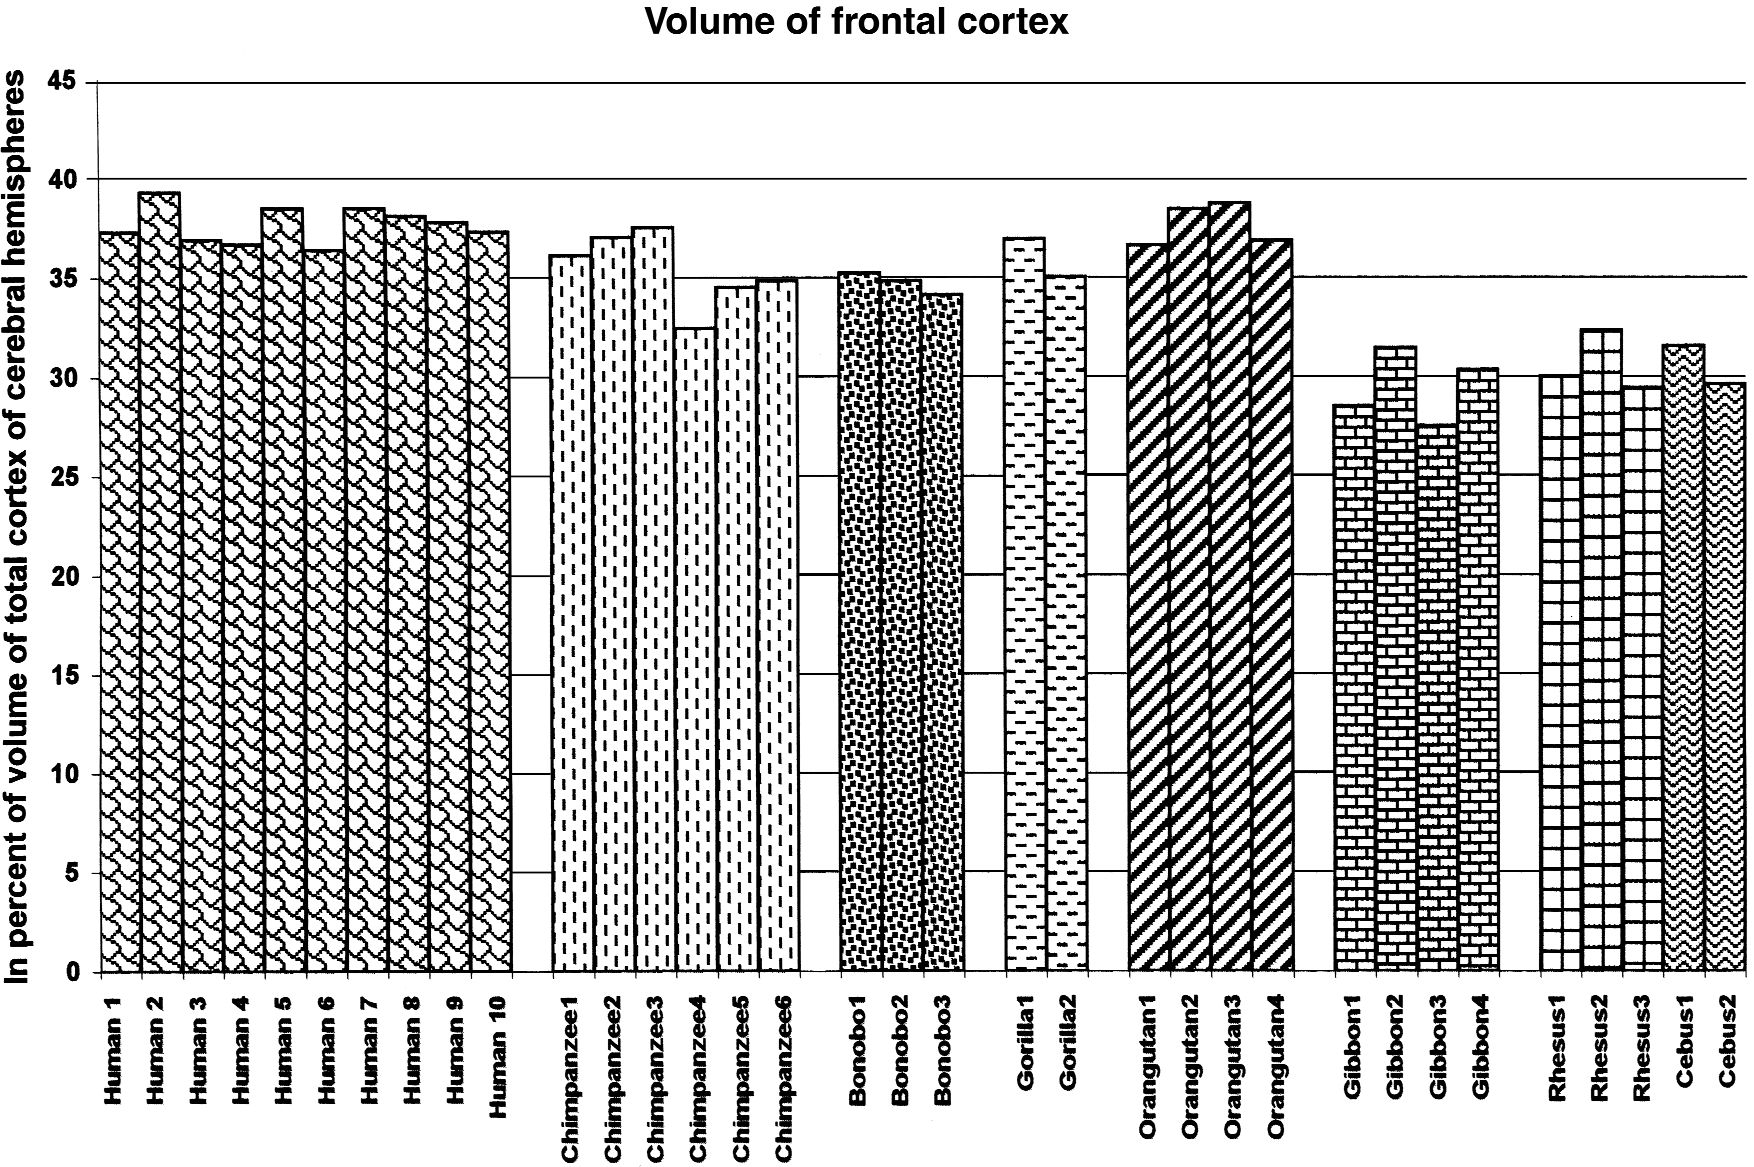 Volume of frontal cortex
In percent of volume of total cortex of cerebral hemispheres
45
40
35
30
25
20
15
10
5
0
Human 1
Human 2
Human 3
Human 4
Human 5
Human 6
Human 7
Human 8
Human 9
Human 10
Chimpanzee1
Chimpanzee2
Chimpanzee3
Chimpanzee4
Chimpanzee5
Chimpanzee6
Bonobo1
Bonobo2
Bonobo3
Gorilla1
Gorilla2
Orangutan1
Orangutan2
Orangutan3
Orangutan4
Gibbon1
Gibbon2
Gibbon3
Gibbon4
Rhesus1
Rhesus2
Rhesus3
Cebus1
Cebus2